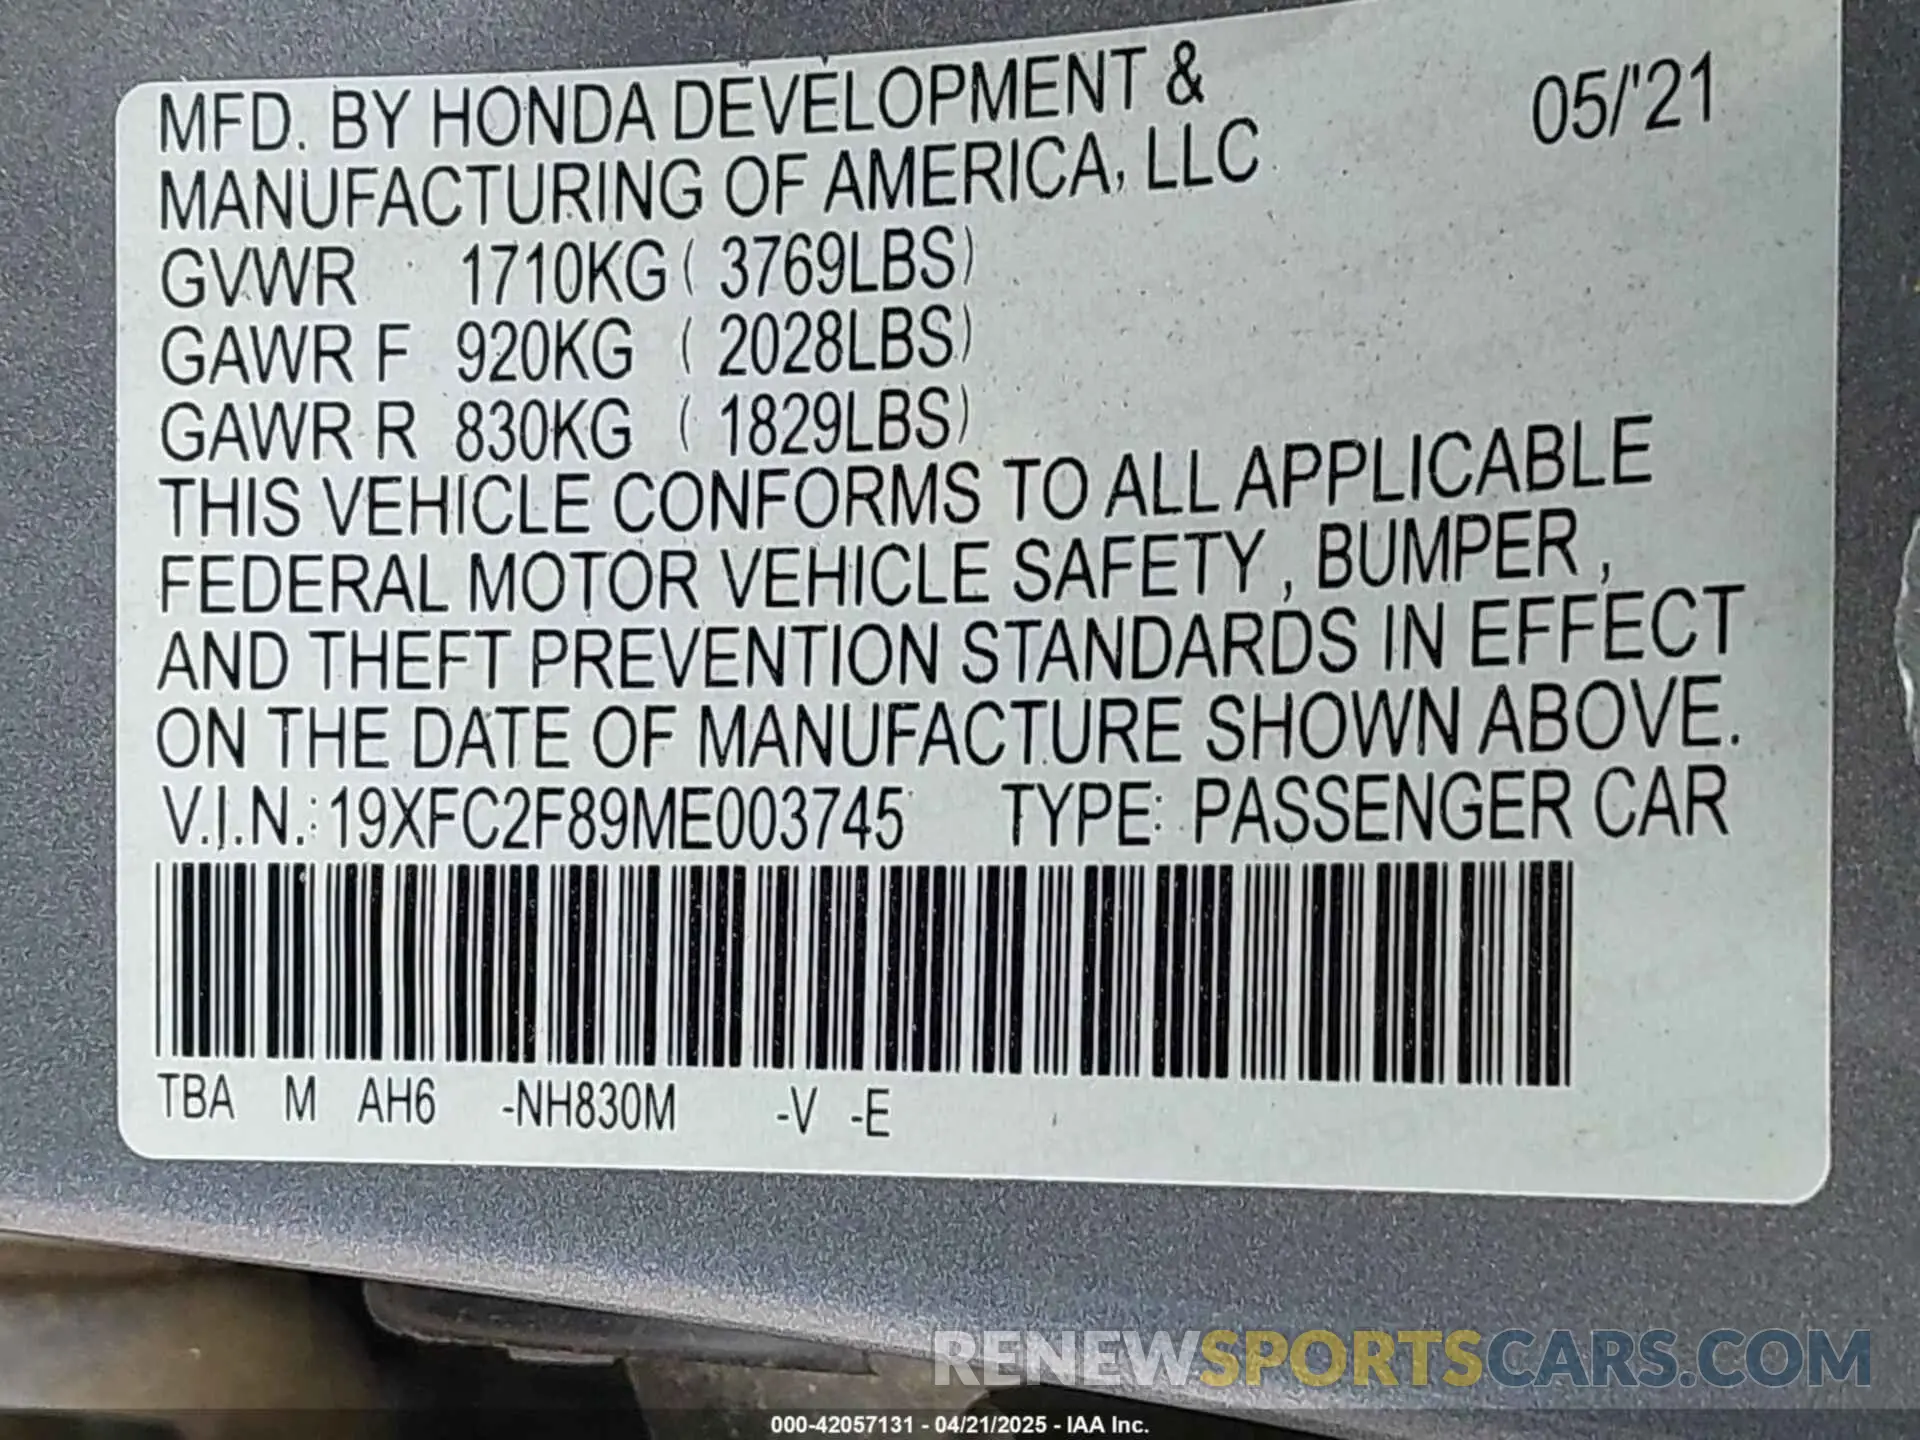 MFD. BY HONDA DEVELOPMENT & 05/'21
MANUFACTURING OF AMERICA, LLC
GVWR 1710KG ( 3769LBS)
GAWR F 920KG ( 2028LBS)
GAWR R 830KG ( 1829LBS)
THIS VEHICLE CONFORMS TO ALL APPLICABLE
FEDERAL MOTOR VEHICLE SAFETY , BUMPER ,
AND THEFT PREVENTION STANDARDS IN EFFECT
ON THE DATE OF MANUFACTURE SHOWN ABOVE.
V.I.N.: 19XFC2F89ME003745 TYPE: PASSENGER CAR
TBA M AH6 -NH830M -V -E
RENEWSPORTSCARS.COM
000-42057131 - 04/21/2025 - IAA Inc.